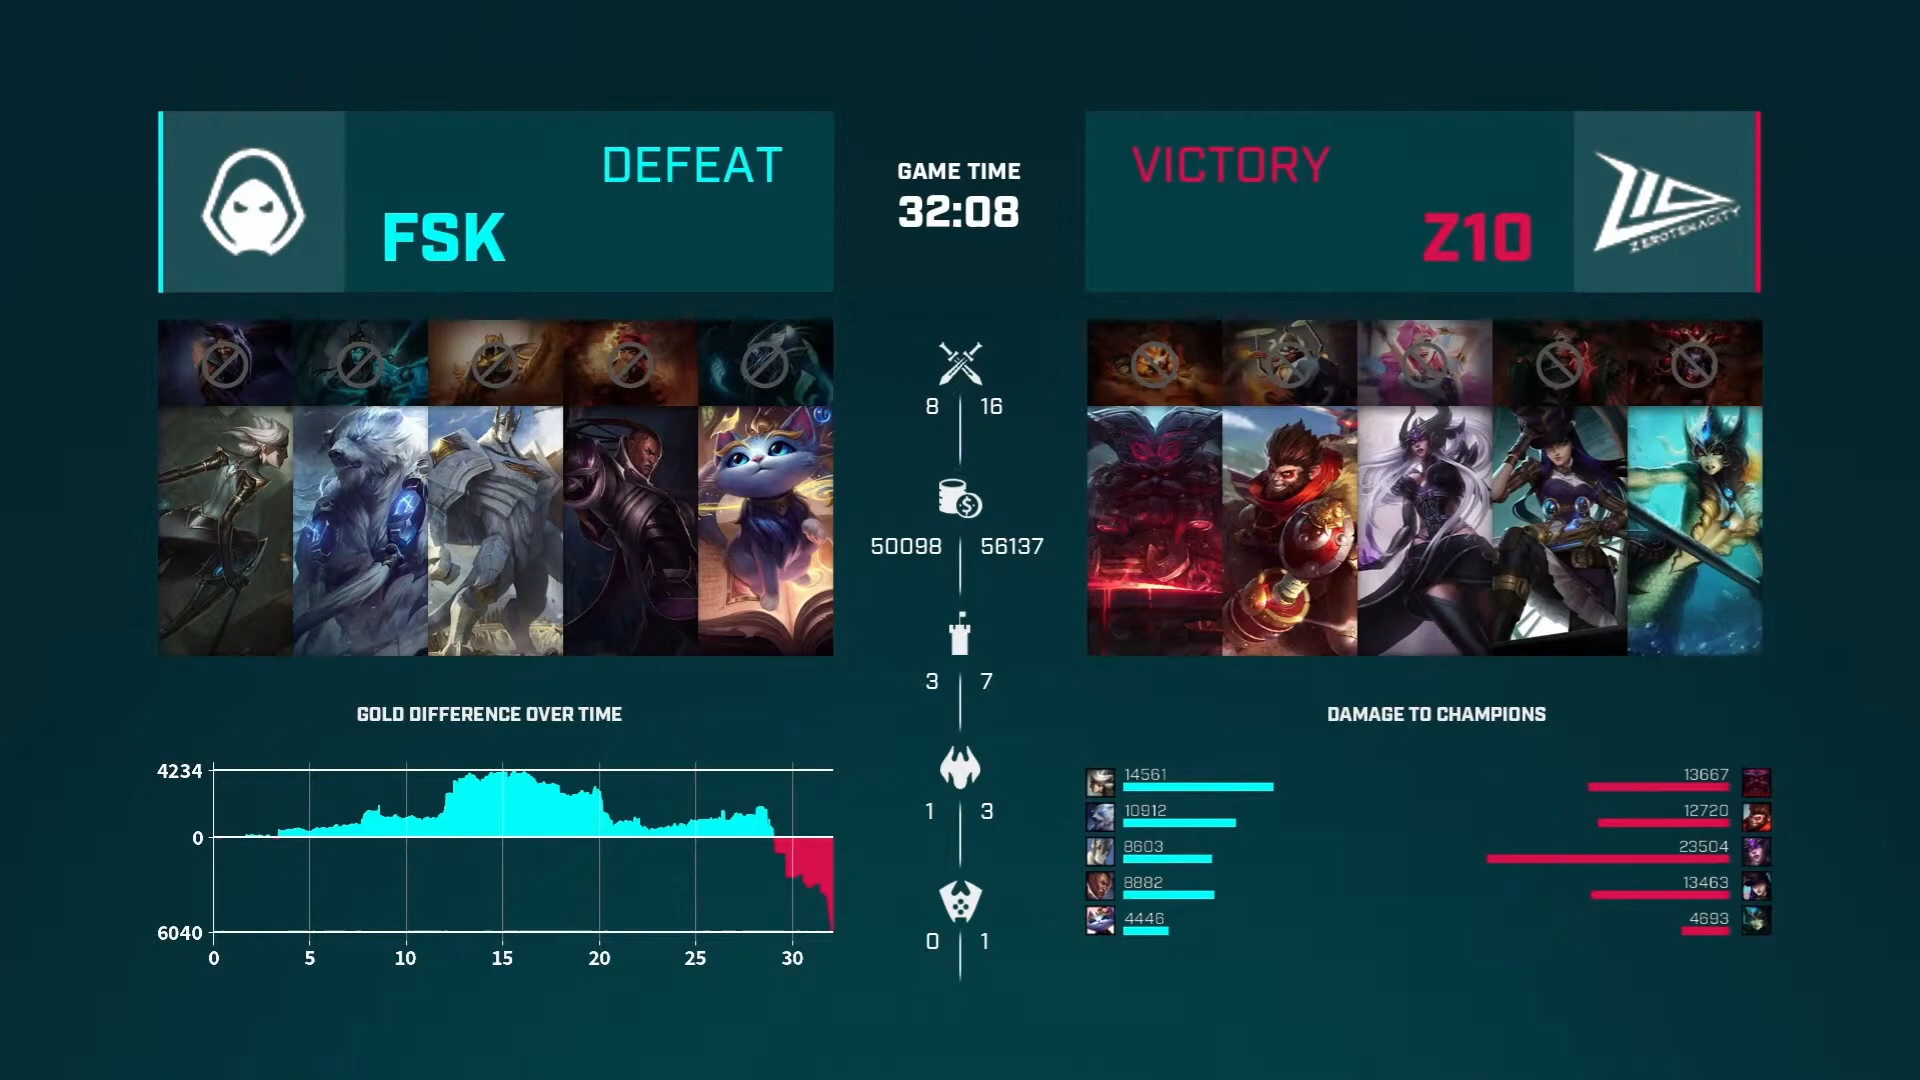 DEFEAT
FSK
GAME TIME
32:08
VICTORY
Z10
ZEROTENACITY
8 16
50098 56137
3 7
1 3
0 1
GOLD DIFFERENCE OVER TIME
4234
0
6040
0 5 10 15 20 25 30
DAMAGE TO CHAMPIONS
14561 13667
10912 12720
8603 23504
8882 13463
4446 4693